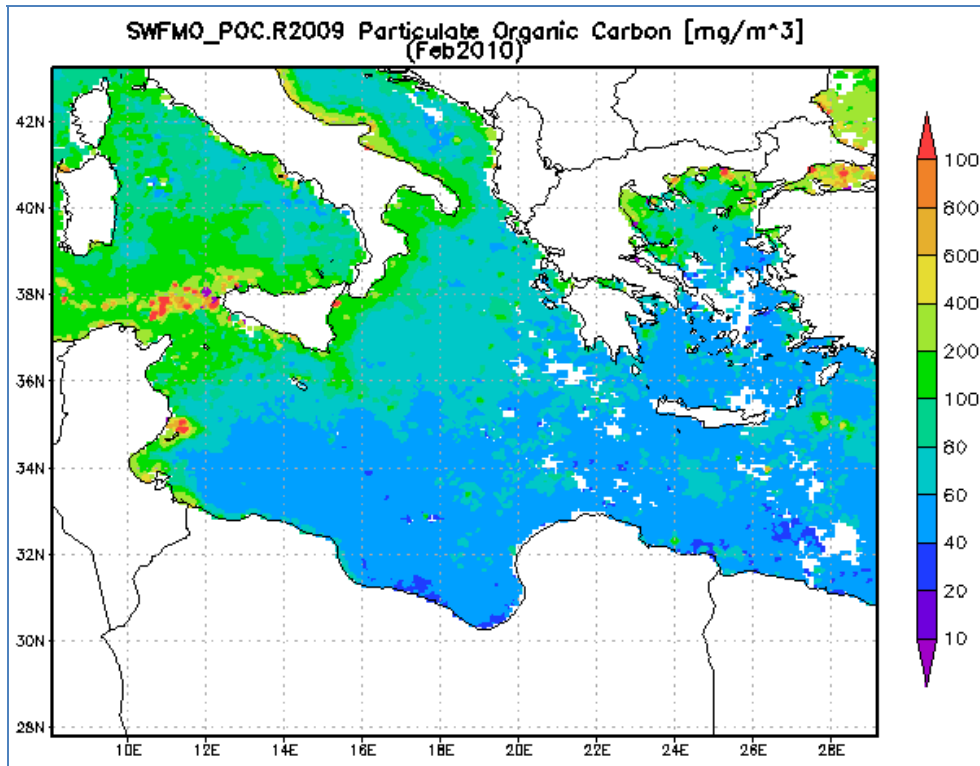 SWFMO_POC.R2009 Particulate Organic Carbon [mg/m^3]
(Feb2010)
42N
40N
38N
36N
34N
32N
30N
28N
10E 12E 14E 16E 18E 20E 22E 24E 26E 28E
100
800
600
400
200
100
80
60
40
20
10